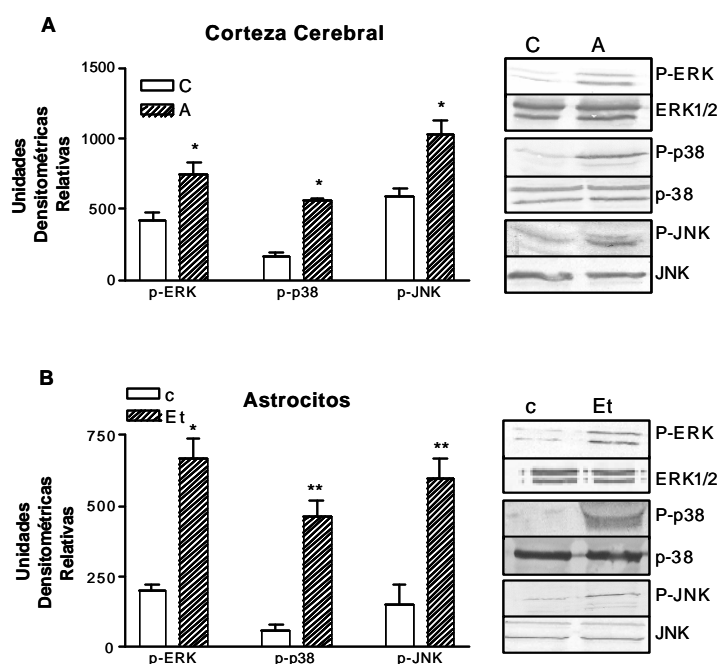 A
Corteza Cerebral
Unidades
Densitométricas
Relativas
1500
1000
500
0
C
A
*
*
*
p-ERK
p-p38
p-JNK
C
A
P-ERK
ERK1/2
P-p38
p-38
P-JNK
JNK
B
Astrocitos
Unidades
Densitométricas
Relativas
750
500
250
0
c
Et
*
**
**
p-ERK
p-p38
p-JNK
c
Et
P-ERK
ERK1/2
P-p38
p-38
P-JNK
JNK